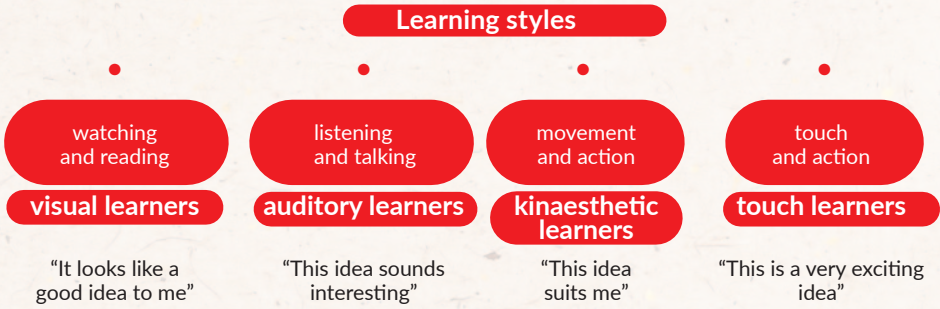 Learning styles
watching
and reading
listening
and talking
movement
and action
touch
and action
visual learners
auditory learners
kinaesthetic
learners
touch learners
“It looks like a
good idea to me”
“This idea sounds
interesting”
“This idea
suits me”
“This is a very exciting
idea”